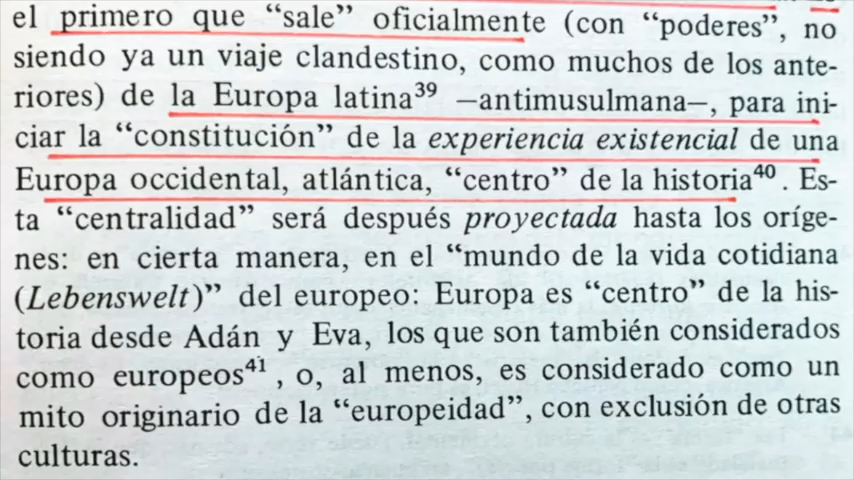 el primero que “sale” oficialmente (con “poderes”, no
siendo ya un viaje clandestino, como muchos de los ante-
riores) de la Europa latina³⁹ —antimusulmana—, para ini-
ciar la “constitución” de la experiencia existencial de una
Europa occidental, atlántica, “centro” de la historia⁴⁰. Es-
ta “centralidad” será después proyectada hasta los oríge-
nes: en cierta manera, en el “mundo de la vida cotidiana
(Lebenswelt)” del europeo: Europa es “centro” de la his-
toria desde Adán y Eva, los que son también considerados
como europeos⁴¹, o, al menos, es considerado como un
mito originario de la “europeidad”, con exclusión de otras
culturas.